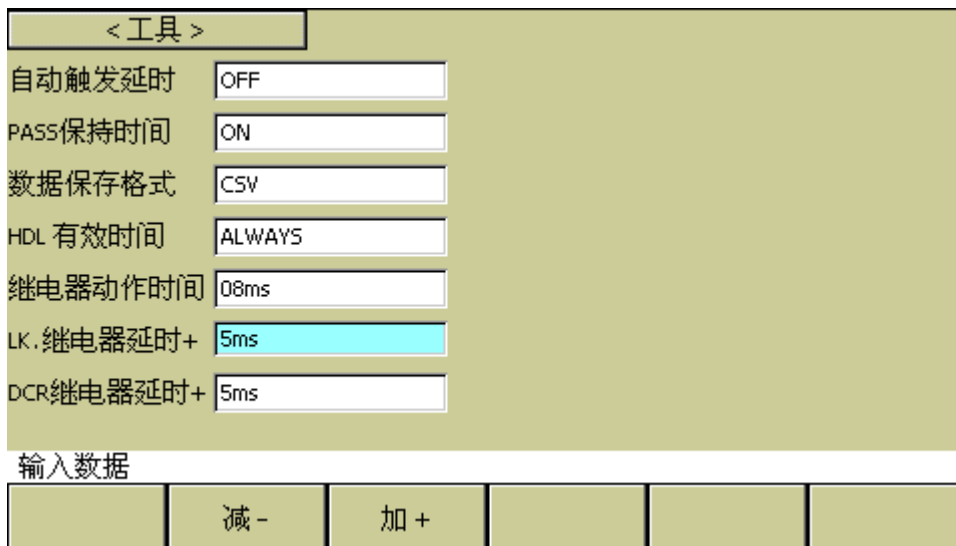 <工具>
自动触发延时 OFF
PASS保持时间 ON
数据保存格式 CSV
HDL 有效时间 ALWAYS
继电器动作时间 08ms
LK.继电器延时+ 5ms
DCR继电器延时+ 5ms
输入数据
减 - 加 +